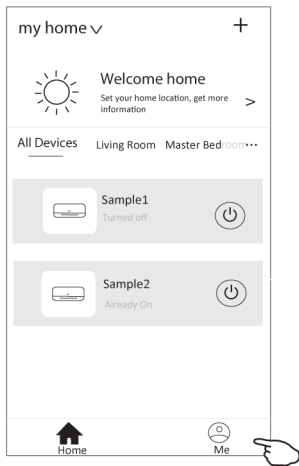 my home
Welcome home
Set your home location, get more
information
All Devices Living Room Master Bedroom...
Sample1
Turned off
Sample2
Already On
Home
Me